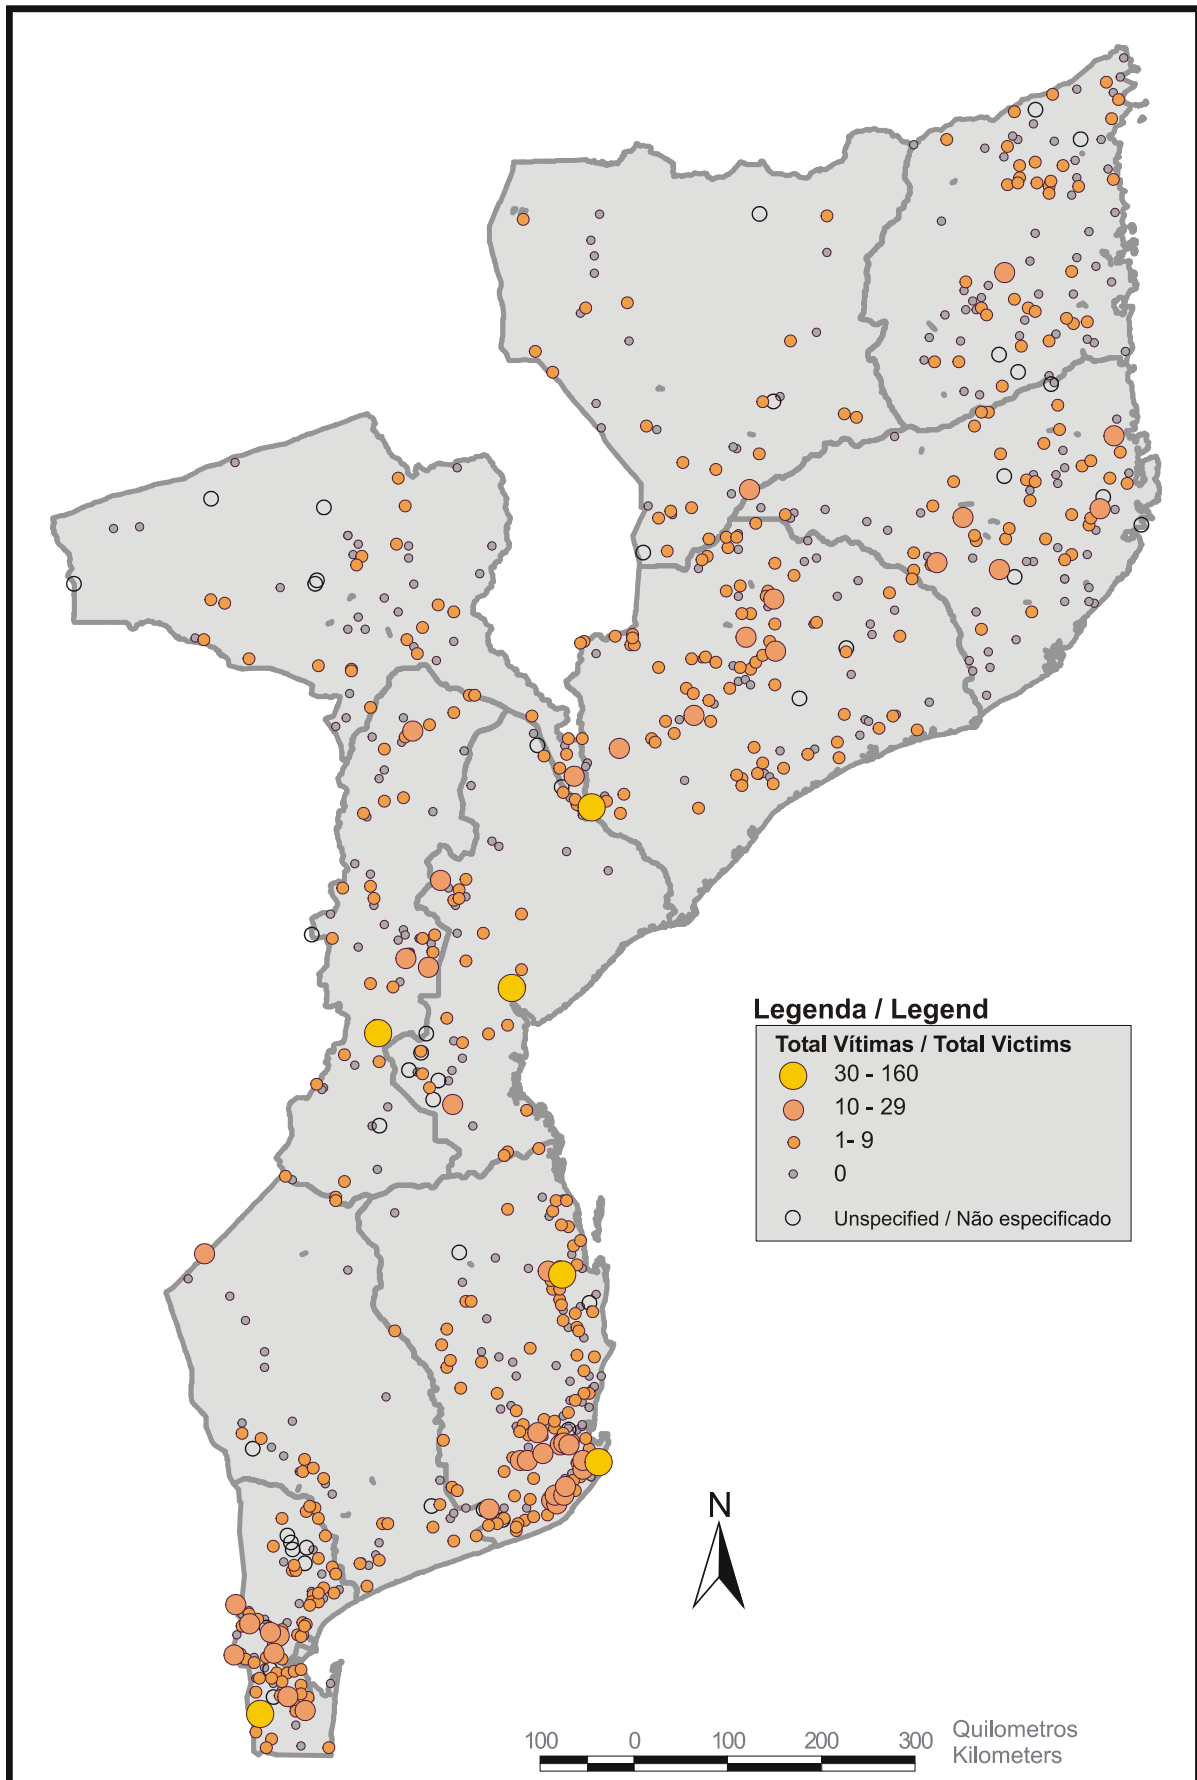 Legenda / Legend
Total Vítimas / Total Victims
30 - 160
10 - 29
1- 9
0
Unspecified / Não especificado
N
100 0 100 200 300 Quilometros
Kilometers